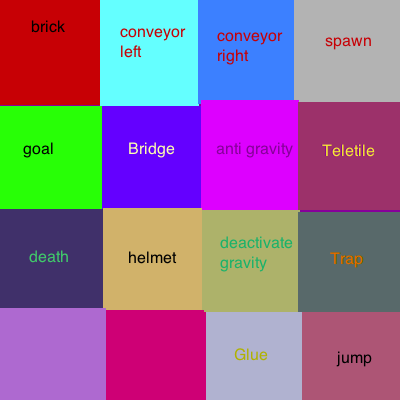 brick
conveyor
left
conveyor
right
spawn
goal
Bridge
anti gravity
Teletile
death
helmet
deactivate
gravity
Trap
Glue
jump